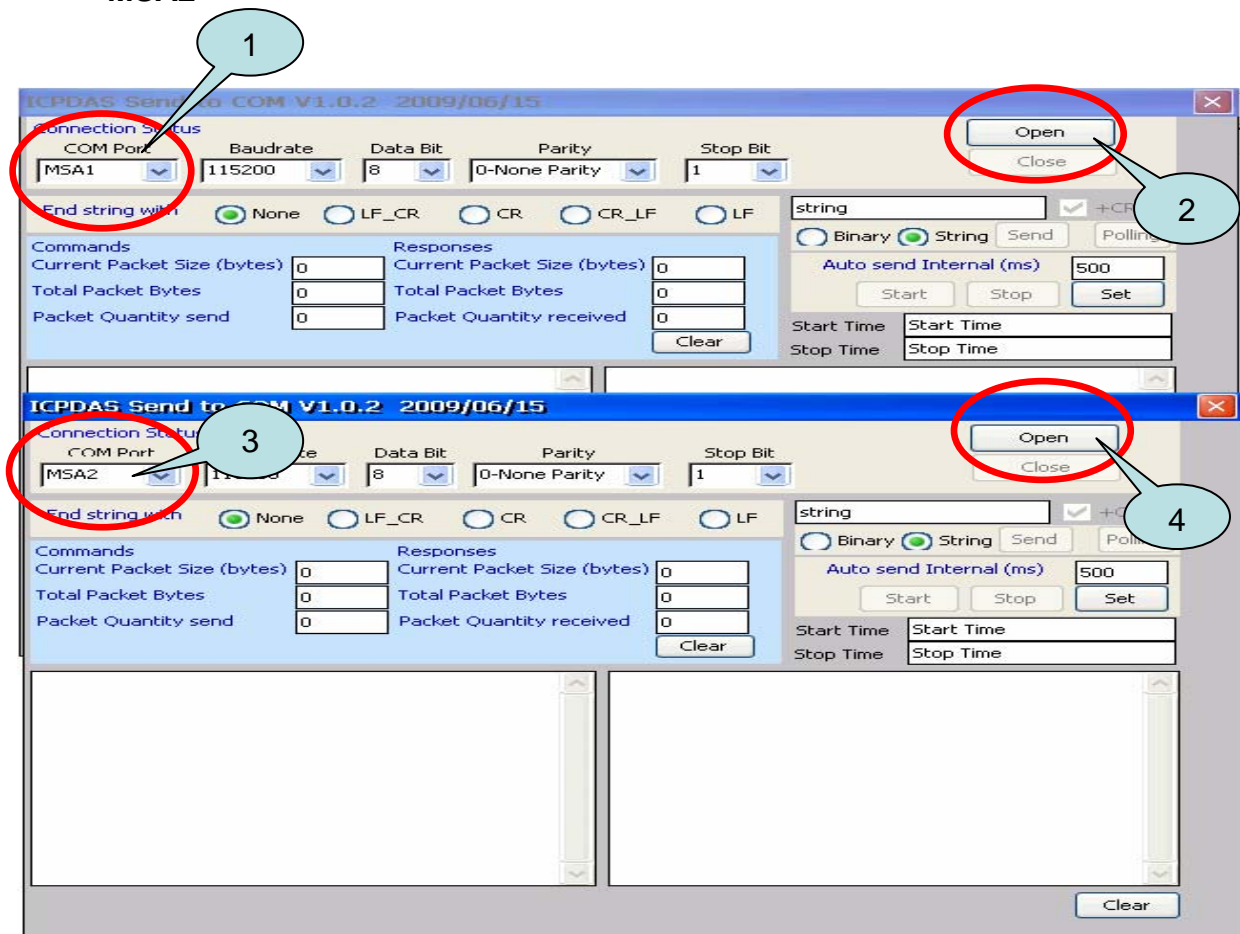 1
ICPDAS Send to COM V1.0.2 2009/06/15
Connection Status
COM Port Baudrate Data Bit Parity Stop Bit
Open
MSA1 115200 8 0-None Parity 1
Close
2
End string with None LF_CR CR CR_LF LF
string +CR
Binary String Send Polling
Commands Responses
Current Packet Size (bytes) 0 Current Packet Size (bytes) 0
Auto send Internal (ms) 500
Total Packet Bytes 0 Total Packet Bytes 0
Start Stop Set
Packet Quantity send 0 Packet Quantity received 0
Start Time Start Time
Clear
Stop Time Stop Time
ICPDAS Send to COM V1.0.2 2009/06/15
3
Connection
COM Port Data Bit Parity Stop Bit
Open
MSA2 8 0-None Parity 1
Close
4
End string with None LF_CR CR CR_LF LF
string
Binary String Send
Commands Responses
Current Packet Size (bytes) 0 Current Packet Size (bytes) 0
Auto send Internal (ms) 500
Total Packet Bytes 0 Total Packet Bytes 0
Start Stop Set
Packet Quantity send 0 Packet Quantity received 0
Start Time Start Time
Clear
Stop Time Stop Time
Clear